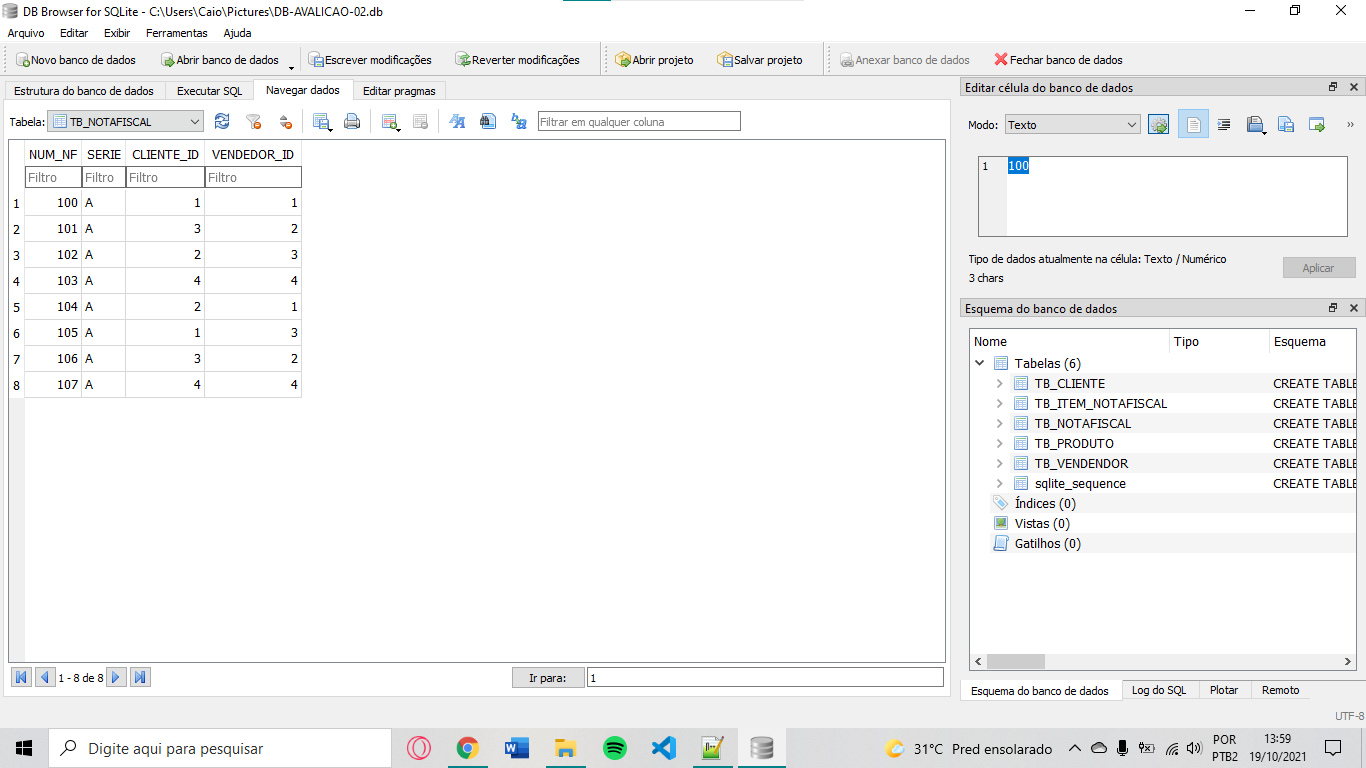 DB Browser for SQLite - C:\Users\Caio\Pictures\DB-AVALICAO-02.db
Arquivo Editar Exibir Ferramentas Ajuda
Novo banco de dados Abrir banco de dados Escrever modificações Reverter modificações Abrir projeto Salvar projeto Anexar banco de dados Fechar banco de dados
Estrutura do banco de dados Executar SQL Navegar dados Editar pragmas
Tabela: TB_NOTAFISCAL Filtrar em qualquer coluna
NUM_NF SERIE CLIENTE_ID VENDEDOR_ID
Filtro Filtro Filtro Filtro
1 100 A 1 1
2 101 A 3 2
3 102 A 2 3
4 103 A 4 4
5 104 A 2 1
6 105 A 1 3
7 106 A 3 2
8 107 A 4 4
1 - 8 de 8 Ir para: 1
Editar célula do banco de dados
Modo: Texto
1 100
Tipo de dados atualmente na célula: Texto / Numérico
3 chars
Aplicar
Esquema do banco de dados
Nome Tipo Esquema
Tabelas (6)
TB_CLIENTE CREATE TABLE
TB_ITEM_NOTAFISCAL CREATE TABLE
TB_NOTAFISCAL CREATE TABLE
TB_PRODUTO CREATE TABLE
TB_VENDENDOR CREATE TABLE
sqlite_sequence CREATE TABLE
Índices (0)
Vistas (0)
Gatilhos (0)
Esquema do banco de dados Log do SQL Plotar Remoto
UTF-8
Digite aqui para pesquisar
31°C Pred ensolarado
POR
PTB2
13:59
19/10/2021